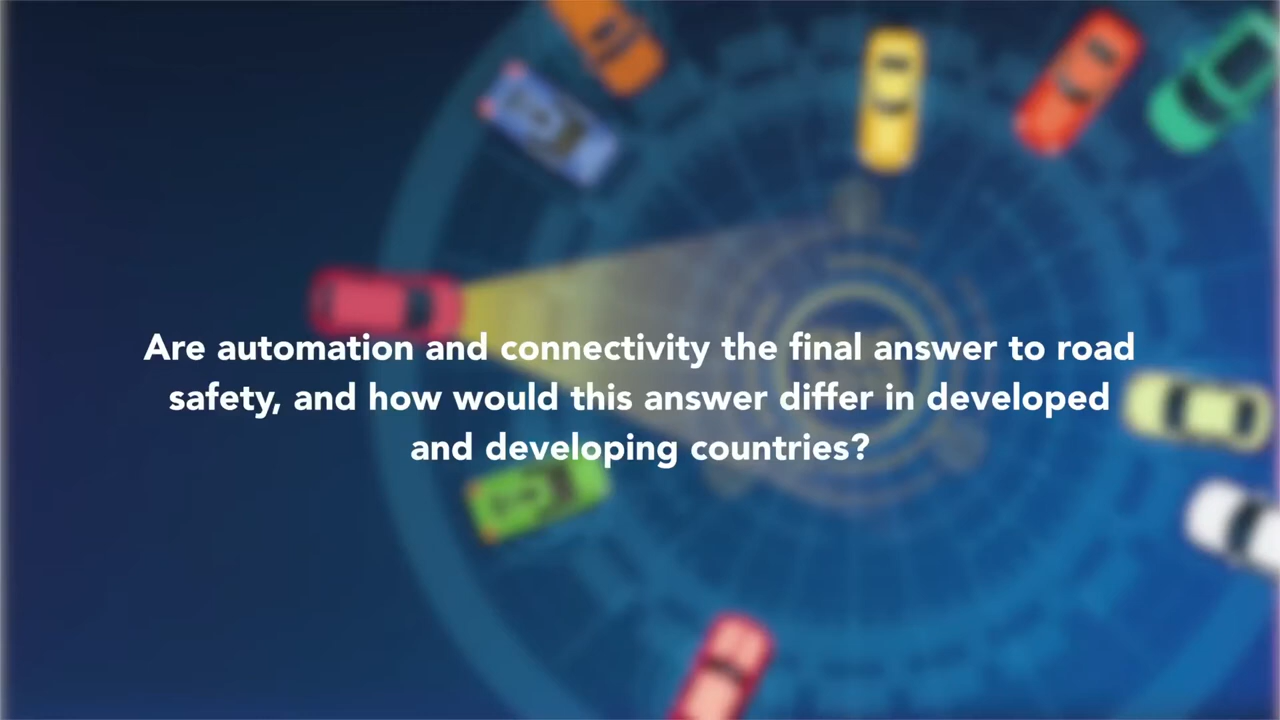 Are automation and connectivity the final answer to road
safety, and how would this answer differ in developed
and developing countries?